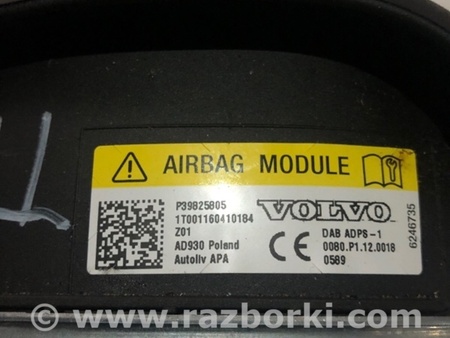 AIRBAG MODULE
P39825805
1T001160410184
Z01
AD930 Poland
Autoliv APA
VOLVO
DAB ADPS-1
0080.P1.12.0018
0589
CE
6246735
www.razborki.com